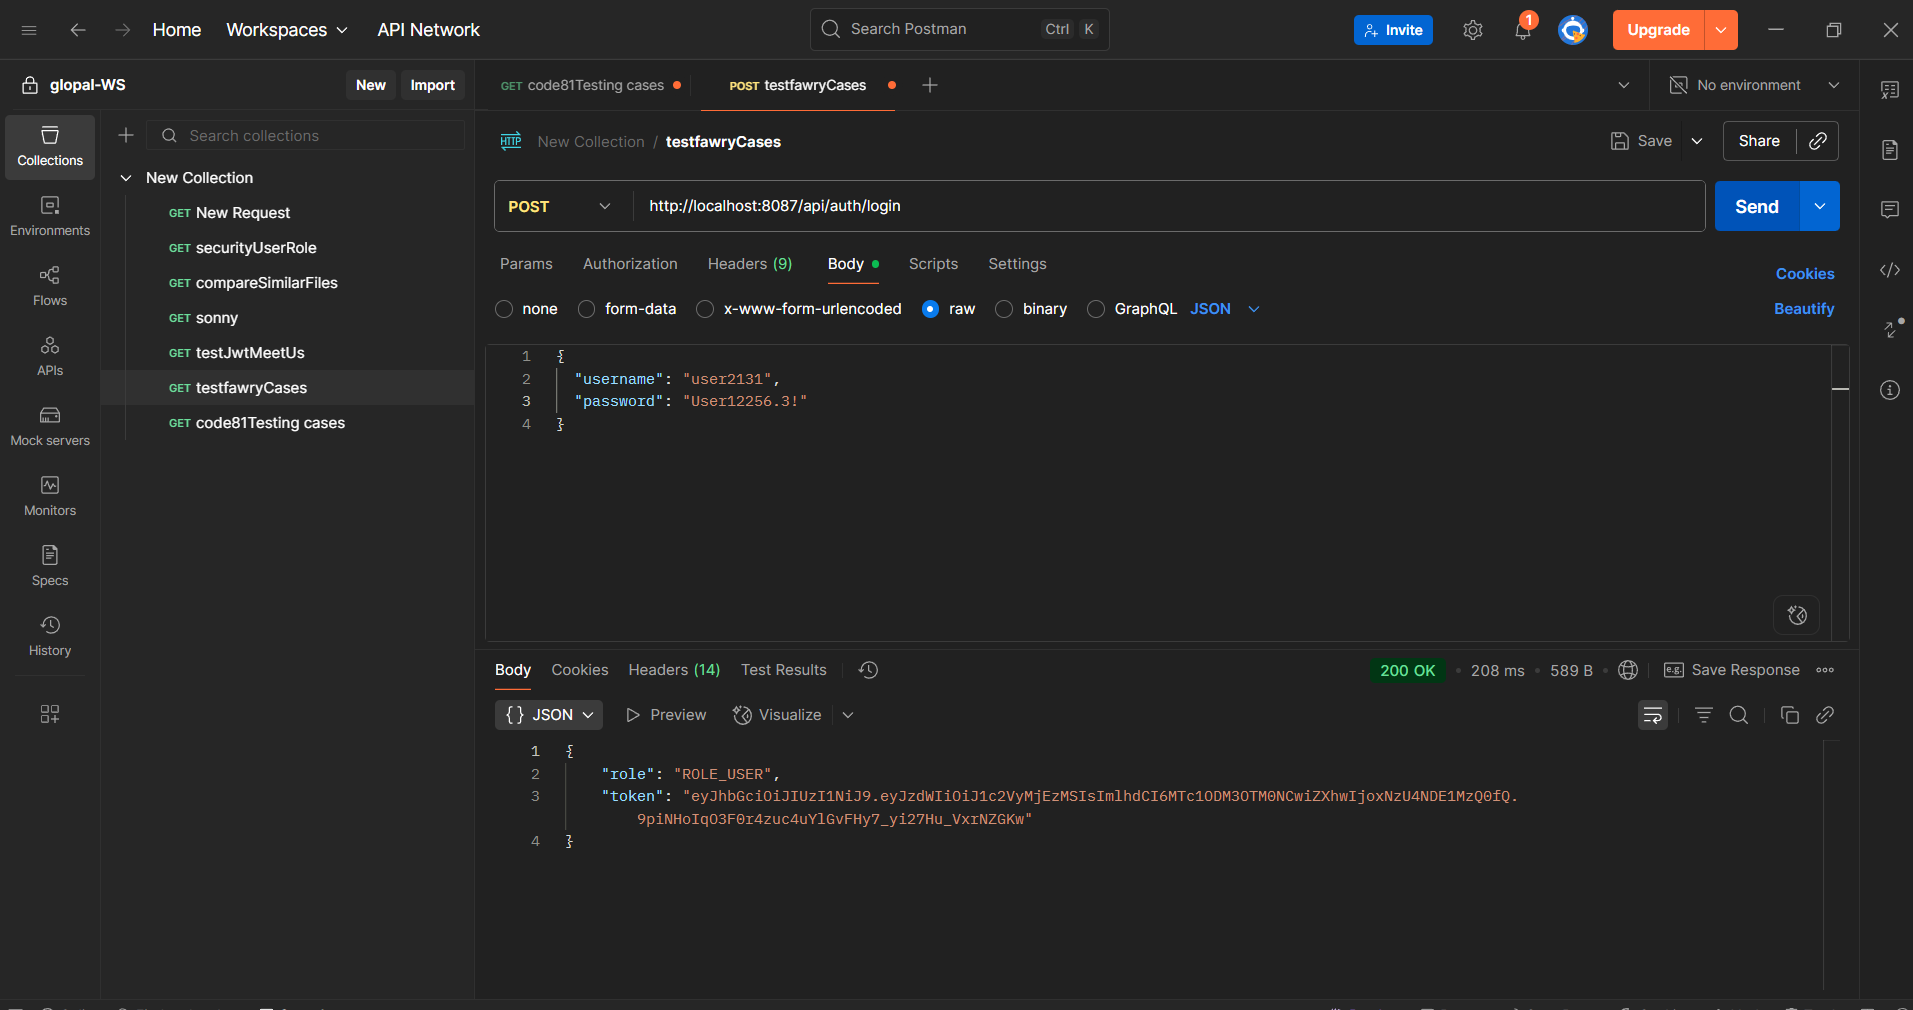 Home
Workspaces
API Network
Search Postman
Ctrl K
Invite
1
Upgrade
glopal-WS
New
Import
GET code81Testing cases
POST testfawryCases
No environment
Collections
Environments
Flows
APIs
Mock servers
Monitors
Specs
History
Search collections
New Collection
GET New Request
GET securityUserRole
GET compareSimilarFiles
GET sonny
GET testJwtMeetUs
GET testfawryCases
GET code81Testing cases
HTTP New Collection / testfawryCases
Save
Share
POST http://localhost:8087/api/auth/login
Send
Params Authorization Headers (9) Body Scripts Settings
Cookies
none form-data x-www-form-urlencoded raw binary GraphQL JSON
Beautify
1 {
2 "username": "user2131",
3 "password": "User12256.3!"
4 }
Body Cookies Headers (14) Test Results
200 OK • 208 ms • 589 B
e.g. Save Response
{} JSON Preview Visualize
1 {
2 "role": "ROLE_USER",
3 "token": "eyJhbGciOiJIUzI1NiJ9.eyJzdWIiOiJ1c2VyMjEzMSIsImlhdCI6MTc1ODM3OTM0NCwiZXhwIjoxNzU4NDE1MzQ0fQ.
9piNHoIqO3F0r4zuc4uYlGvFHy7_yi27Hu_VxrNZGKw"
4 }